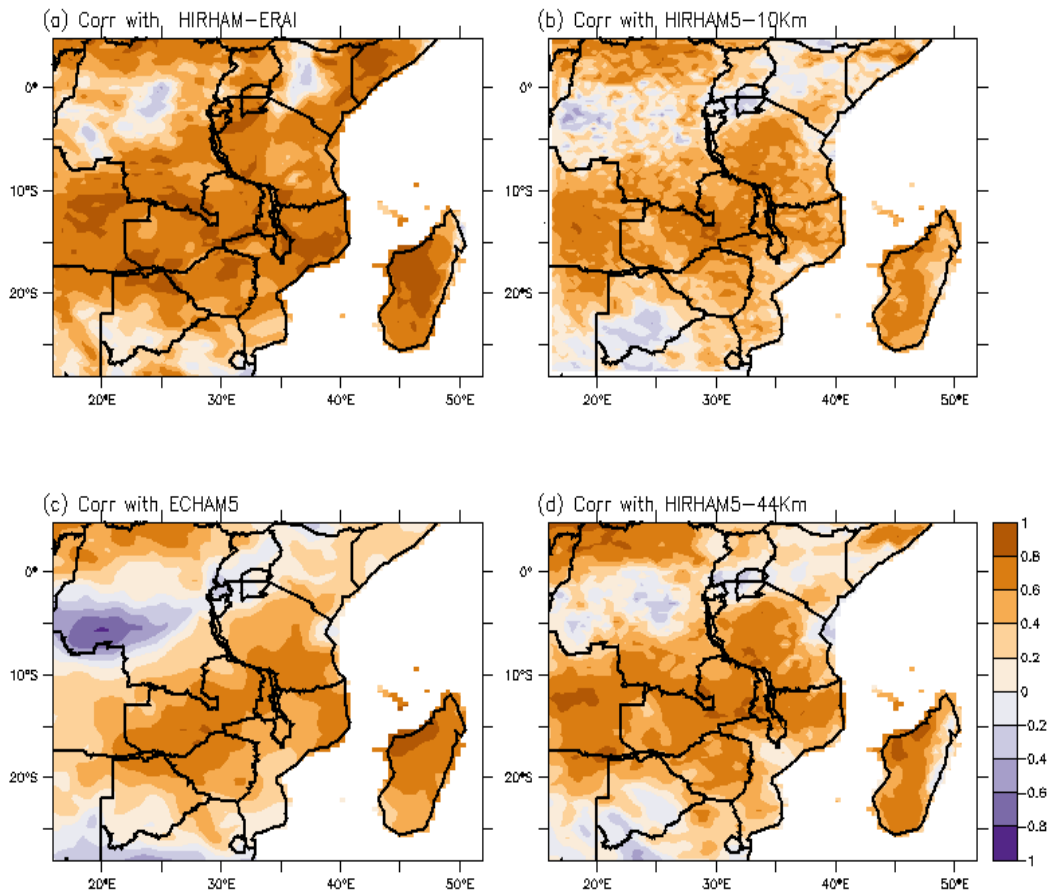 (a) Corr with HIRHAM-ERAI
(b) Corr with HIRHAM5-10Km
0°
10°S
20°S
20°E
30°E
40°E
50°E
0°
10°S
20°S
20°E
30°E
40°E
50°E
(c) Corr with ECHAM5
(d) Corr with HIRHAM5-44Km
0°
10°S
20°S
20°E
30°E
40°E
50°E
0°
10°S
20°S
20°E
30°E
40°E
50°E
1
0.8
0.6
0.4
0.2
0
-0.2
-0.4
-0.6
-0.8
-1